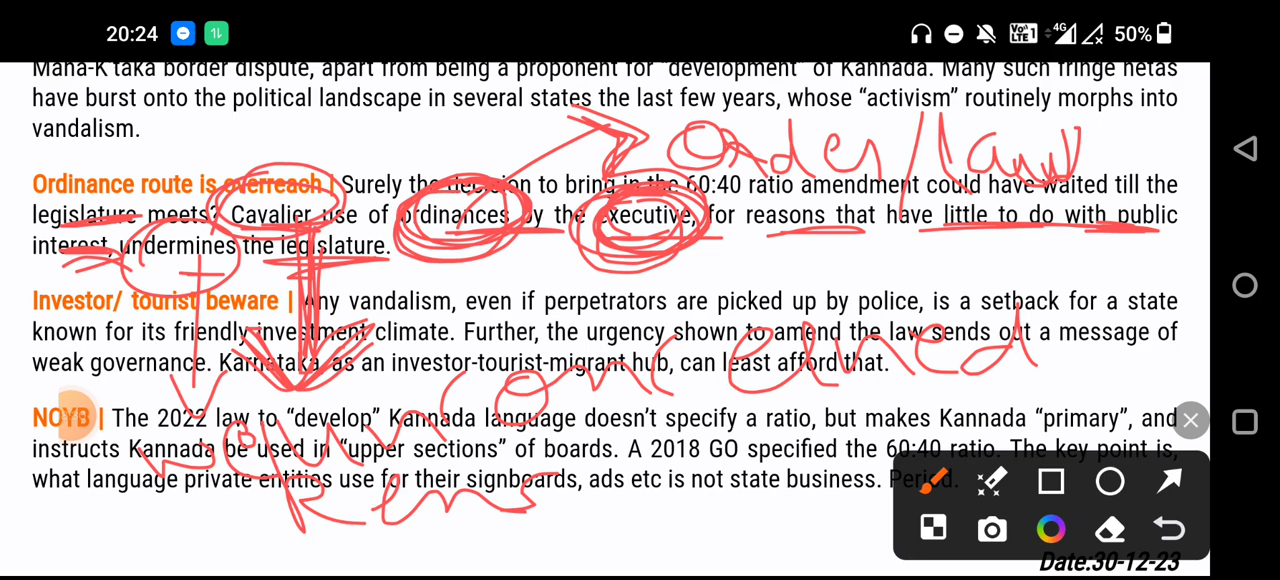 20:24 VoLTE 1 4G 50%
Maha-K'taka border dispute, apart from being a proponent for "development" of Kannada. Many such fringe netas
have burst onto the political landscape in several states the last few years, whose “activism” routinely morphs into
vandalism.
order/law
Ordinance route is overreach | Surely the decision to bring in the 60:40 ratio amendment could have waited till the
legislature meets? Cavalier use of ordinances by the executive, for reasons that have little to do with public
interest, undermines the legislature.
Investor/ tourist beware | Any vandalism, even if perpetrators are picked up by police, is a setback for a state
known for its friendly investment climate. Further, the urgency shown to amend the law sends out a message of
weak governance. Karnataka, as an investor-tourist-migrant hub, can least afford that.
unconcerned
NOYB | The 2022 law to “develop” Kannada language doesn’t specify a ratio, but makes Kannada “primary”, and
instructs Kannada be used in “upper sections” of boards. A 2018 GO specified the 60:40 ratio. The key point is,
what language private entities use for their signboards, ads etc is not state business. Period.
weakens
Date:30-12-23